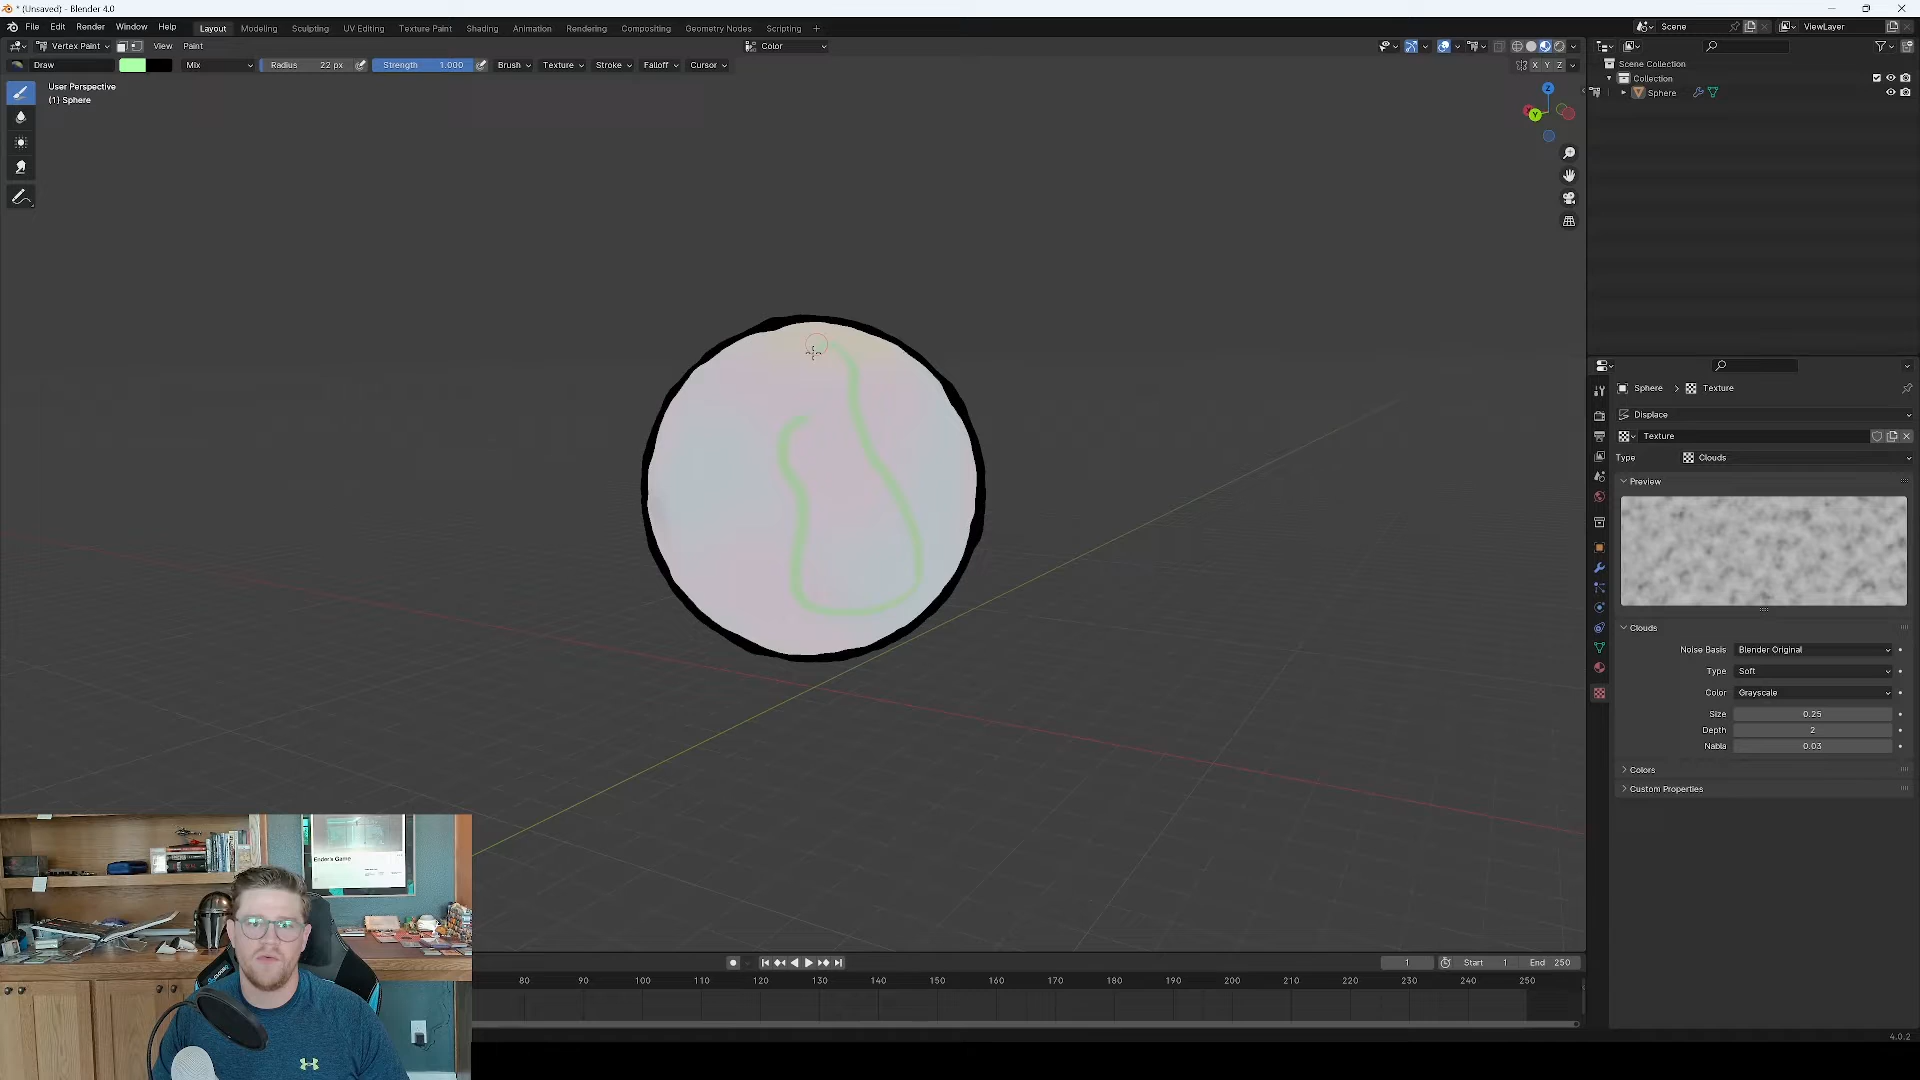 * (Unsaved) - Blender 4.0
File Edit Render Window Help Layout Modeling Sculpting UV Editing Texture Paint Shading Animation Rendering Compositing Geometry Nodes Scripting + Scene ViewLayer
Vertex Paint View Paint Color
Draw Mix Radius 22 px Strength 1.000 Brush Texture Stroke Falloff Cursor X Y Z
User Perspective
(1) Sphere
Z
Y
Scene Collection
Collection
Sphere
Sphere > Texture
Displace
Texture
Type Clouds
Preview
Clouds
Noise Basis Blender Original
Type Soft
Color Grayscale
Size 0.25
Depth 2
Nabla 0.03
Colors
Custom Properties
Ender's Game
1 Start 1 End 250
80 90 100 110 120 130 140 150 160 170 180 190 200 210 220 230 240 250
4.0.2